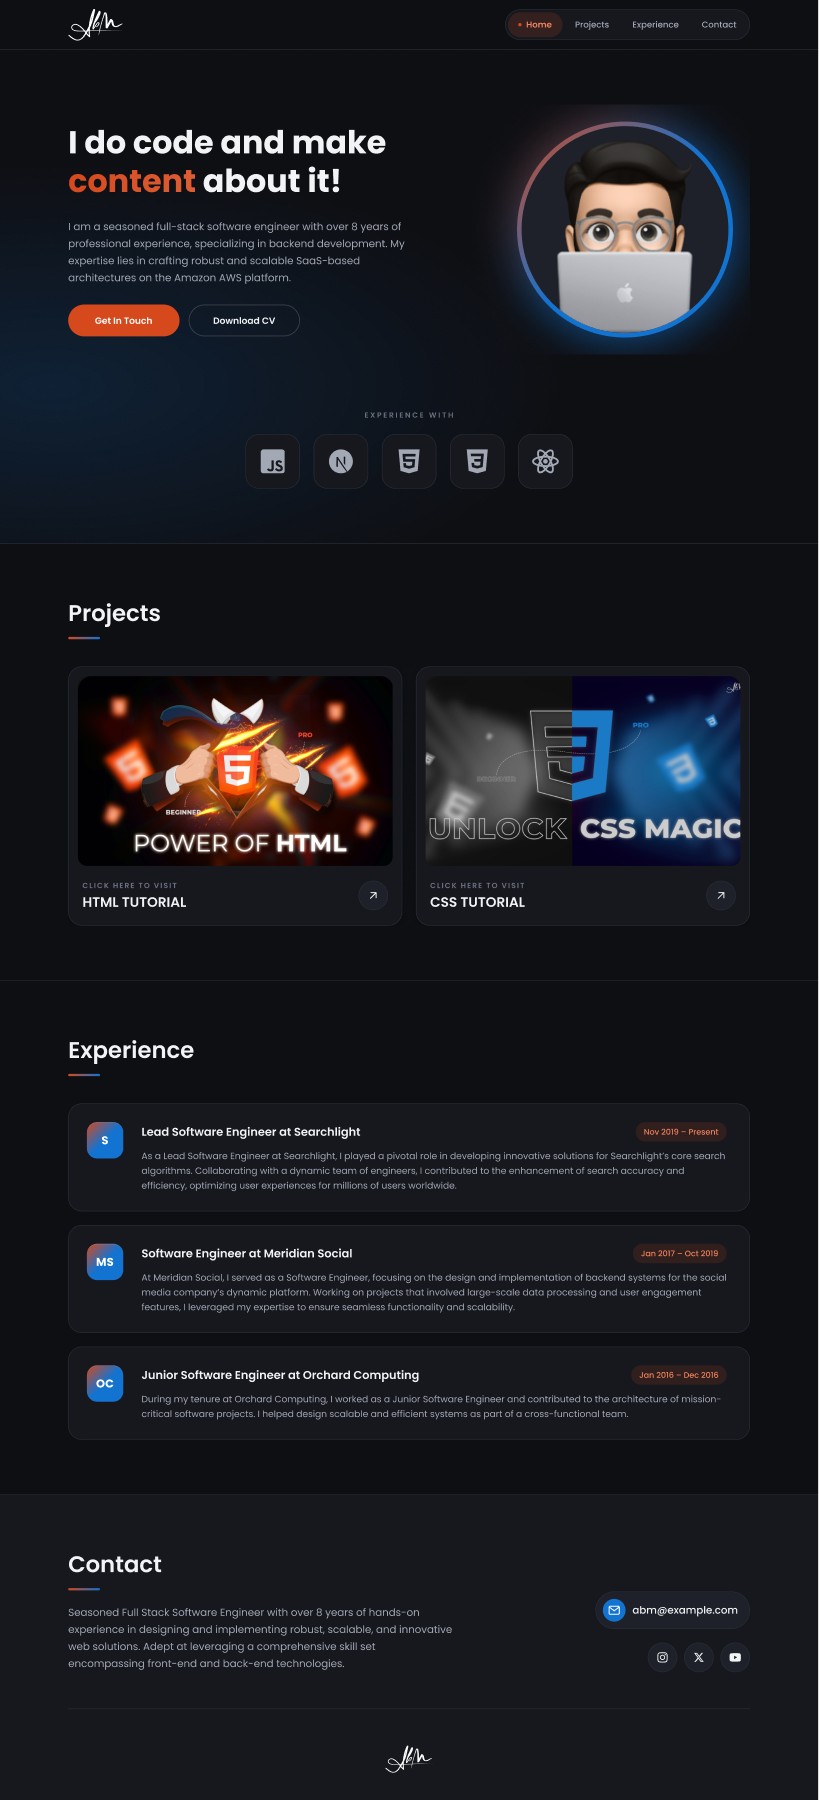 Home
Projects
Experience
Contact
I do code and make
content about it!
I am a seasoned full-stack software engineer with over 8 years of
professional experience, specializing in backend development. My
expertise lies in crafting robust and scalable SaaS-based
architectures on the Amazon AWS platform.
Get In Touch
Download CV
EXPERIENCE WITH
JS
N
5
3
Projects
PRO
5
BEGINNER
POWER OF HTML
CLICK HERE TO VISIT
HTML TUTORIAL
PRO
BEGINNER
UNLOCK CSS MAGIC
CLICK HERE TO VISIT
CSS TUTORIAL
Experience
S
Lead Software Engineer at Searchlight
Nov 2019 – Present
As a Lead Software Engineer at Searchlight, I played a pivotal role in developing innovative solutions for Searchlight's core search
algorithms. Collaborating with a dynamic team of engineers, I contributed to the enhancement of search accuracy and
efficiency, optimizing user experiences for millions of users worldwide.
MS
Software Engineer at Meridian Social
Jan 2017 – Oct 2019
At Meridian Social, I served as a Software Engineer, focusing on the design and implementation of backend systems for the social
media company's dynamic platform. Working on projects that involved large-scale data processing and user engagement
features, I leveraged my expertise to ensure seamless functionality and scalability.
OC
Junior Software Engineer at Orchard Computing
Jan 2016 – Dec 2016
During my tenure at Orchard Computing, I worked as a Junior Software Engineer and contributed to the architecture of mission-
critical software projects. I helped design scalable and efficient systems as part of a cross-functional team.
Contact
Seasoned Full Stack Software Engineer with over 8 years of hands-on
experience in designing and implementing robust, scalable, and innovative
web solutions. Adept at leveraging a comprehensive skill set
encompassing front-end and back-end technologies.
abm@example.com